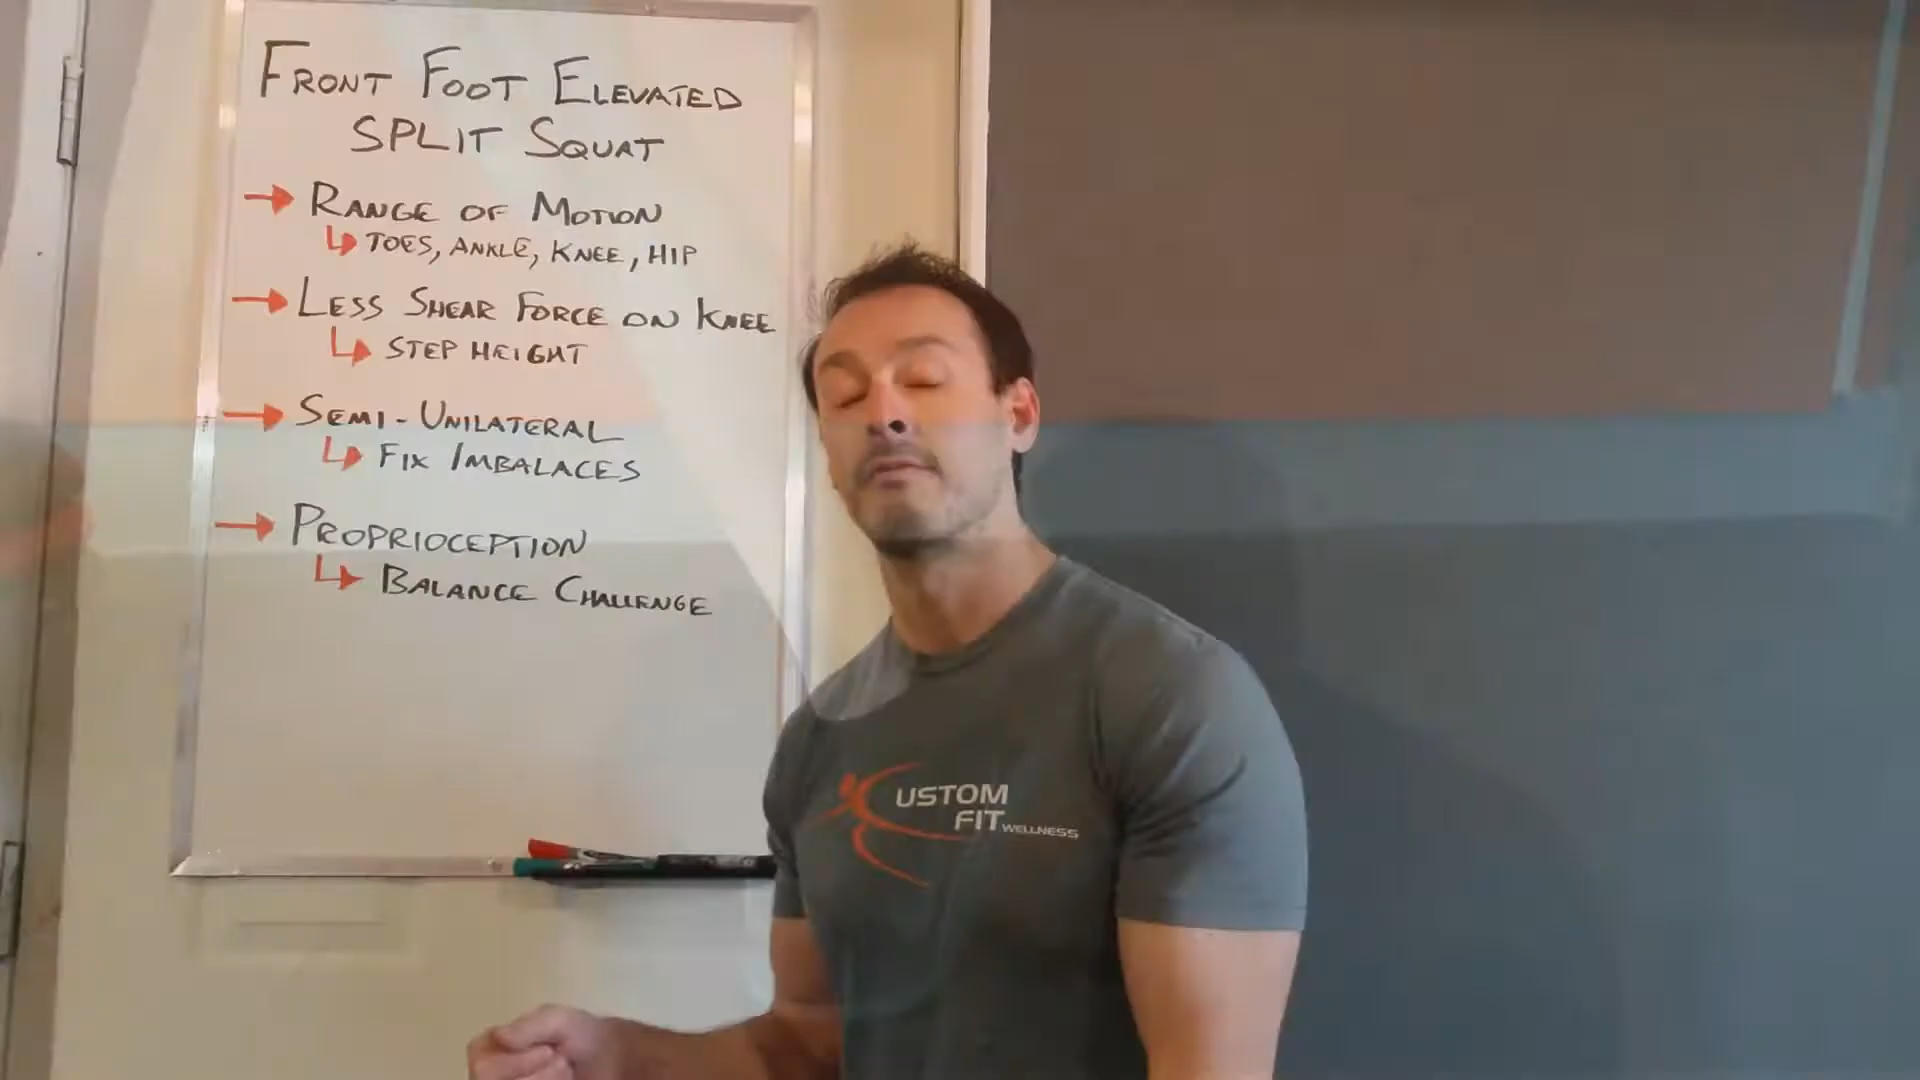 FRONT FOOT ELEVATED
SPLIT SQUAT
→ RANGE OF MOTION
↳ TOES, ANKLE, KNEE, HIP
→ LESS SHEAR FORCE ON KNEE
↳ STEP HEIGHT
→ SEMI-UNILATERAL
↳ FIX IMBALACES
→ PROPRIOCEPTION
↳ BALANCE CHALLENGE
USTOM
FIT WELLNESS